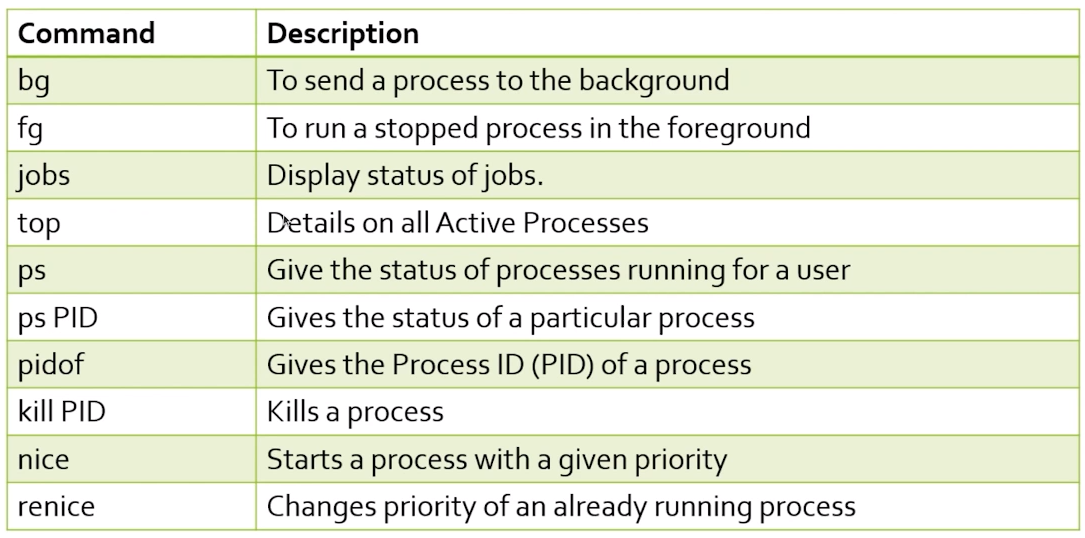 Command Description
bg To send a process to the background
fg To run a stopped process in the foreground
jobs Display status of jobs.
top Details on all Active Processes
ps Give the status of processes running for a user
ps PID Gives the status of a particular process
pidof Gives the Process ID (PID) of a process
kill PID Kills a process
nice Starts a process with a given priority
renice Changes priority of an already running process